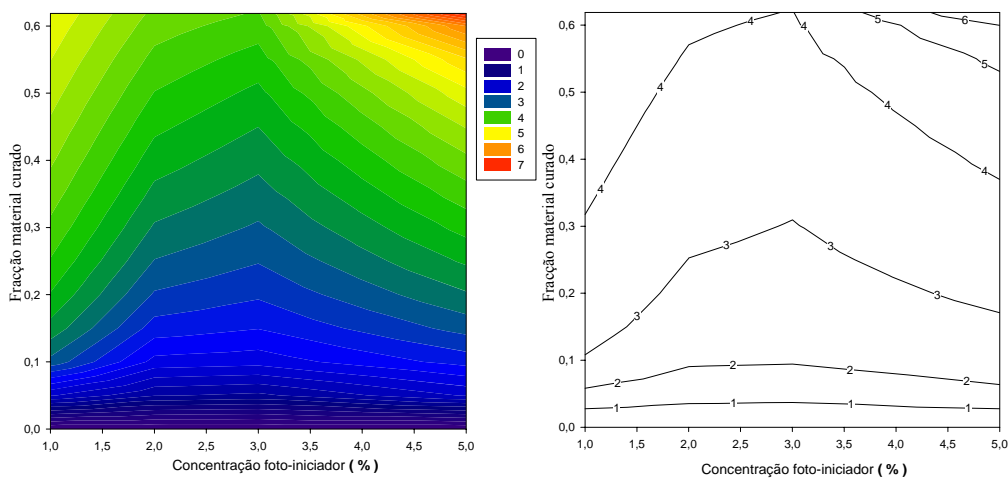 0,6
0,5
0,4
0,3
0,2
0,1
0,0
Fracção material curado
1,0 1,5 2,0 2,5 3,0 3,5 4,0 4,5 5,0
Concentração foto-iniciador ( % )
0
1
2
3
4
5
6
7
0,6
0,5
0,4
0,3
0,2
0,1
0,0
Fracção material curado
4 4 5 6
4 4 5
4 4
3 3 3 3
2 2 2 2
1 1 1 1
1,0 1,5 2,0 2,5 3,0 3,5 4,0 4,5 5,0
Concentração foto-iniciador ( % )